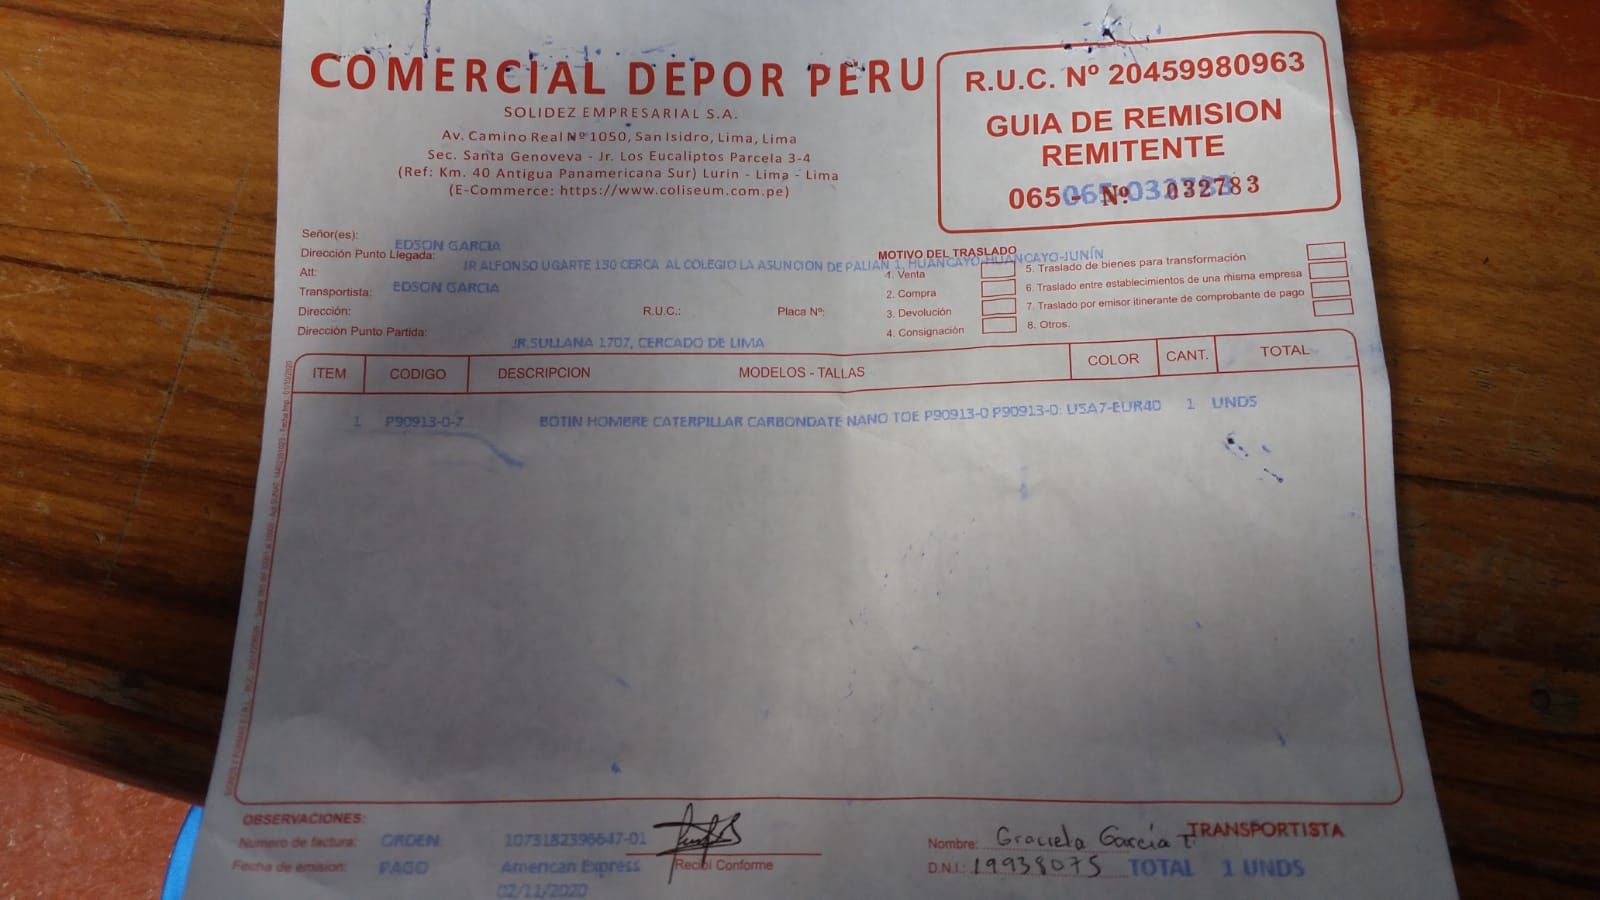 COMERCIAL DEPOR PERU
SOLIDEZ EMPRESARIAL S.A.
Av. Camino Real Nº 1050, San Isidro, Lima, Lima
Sec. Santa Genoveva - Jr. Los Eucaliptos Parcela 3-4
(Ref: Km. 40 Antigua Panamericana Sur) Lurin - Lima - Lima
(E-Commerce: https://www.coliseum.com.pe)
R.U.C. Nº 20459980963
GUIA DE REMISION
REMITENTE
065 - Nº 032783
Señor(es): EDSON GARCIA
Dirección Punto Llegada: JR ALFONSO UGARTE 130 CERCA AL COLEGIO LA ASUNCION DE PALIAN 1, HUANCAYO-HUANCAYO-JUNÍN
Att:
Transportista: EDSON GARCIA
Dirección: R.U.C.: Placa Nº:
Dirección Punto Partida: JR.SULLANA 1707, CERCADO DE LIMA
MOTIVO DEL TRASLADO
1. Venta
2. Compra
3. Devolución
4. Consignación
5. Traslado de bienes para transformación
6. Traslado entre establecimientos de una misma empresa
7. Traslado por emisor itinerante de comprobante de pago
8. Otros.
ITEM CODIGO DESCRIPCION MODELOS - TALLAS COLOR CANT. TOTAL
1 P90913-0-7 BOTIN HOMBRE CATERPILLAR CARBONDATE NANO TOE P90913-0 P90913-0: USA7-EUR40 1 UNDS
OBSERVACIONES:
Numero de factura: ORDEN 1073182396647-01
Fecha de emision: PAGO American Express
02/11/2020
Recibi Conforme
Nombre: Graciela García T.
TRANSPORTISTA
D.N.I.: 19938075
TOTAL 1 UNDS